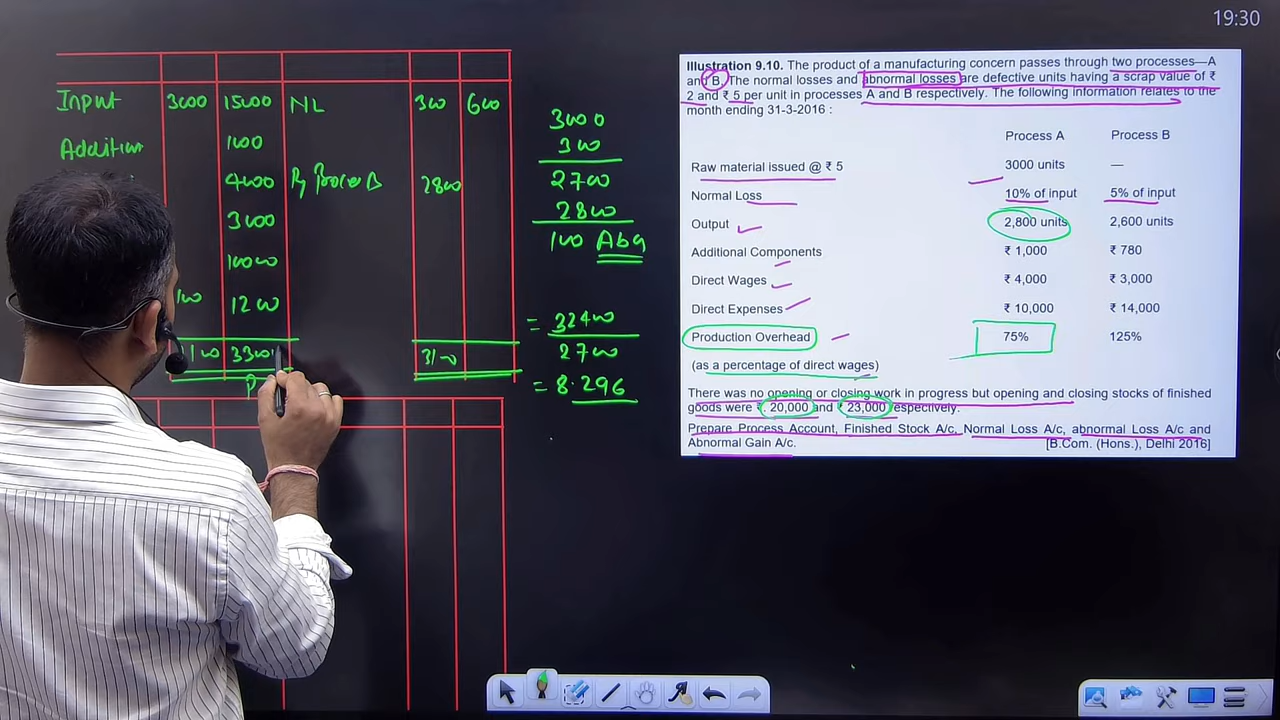 19:30
Input 3000 15000 NL 300 600
Addition 1000
4000 By Process B 2800
3000
10000
100 1200
3100
3000
300
2700
2800
100 Abg
= 32400
2700
= 8.296
Illustration 9.10. The product of a manufacturing concern passes through two processes—A
and B. The normal losses and abnormal losses are defective units having a scrap value of ₹
2 and ₹ 5 per unit in processes A and B respectively. The following information relates to the
month ending 31-3-2016 :
Process A Process B
Raw material issued @ ₹ 5 3000 units —
Normal Loss 10% of input 5% of input
Output 2,800 units 2,600 units
Additional Components ₹ 1,000 ₹ 780
Direct Wages ₹ 4,000 ₹ 3,000
Direct Expenses ₹ 10,000 ₹ 14,000
Production Overhead 75% 125%
(as a percentage of direct wages)
There was no opening or closing work in progress but opening and closing stocks of finished
goods were ₹. 20,000 and ₹ 23,000 respectively.
Prepare Process Account, Finished Stock A/c, Normal Loss A/c, abnormal Loss A/c and
Abnormal Gain A/c. [B.Com. (Hons.), Delhi 2016]